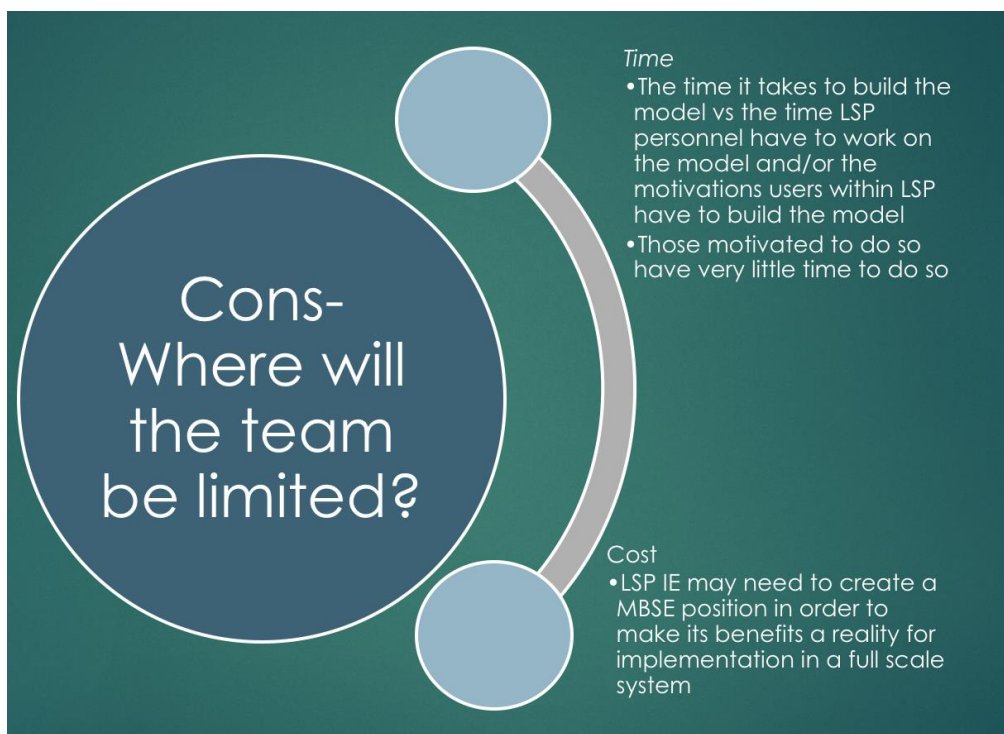 Cons-
Where will
the team
be limited?
Time
•The time it takes to build the
model vs the time LSP
personnel have to work on
the model and/or the
motivations users within LSP
have to build the model
•Those motivated to do so
have very little time to do so
Cost
•LSP IE may need to create a
MBSE position in order to
make its benefits a reality for
implementation in a full scale
system